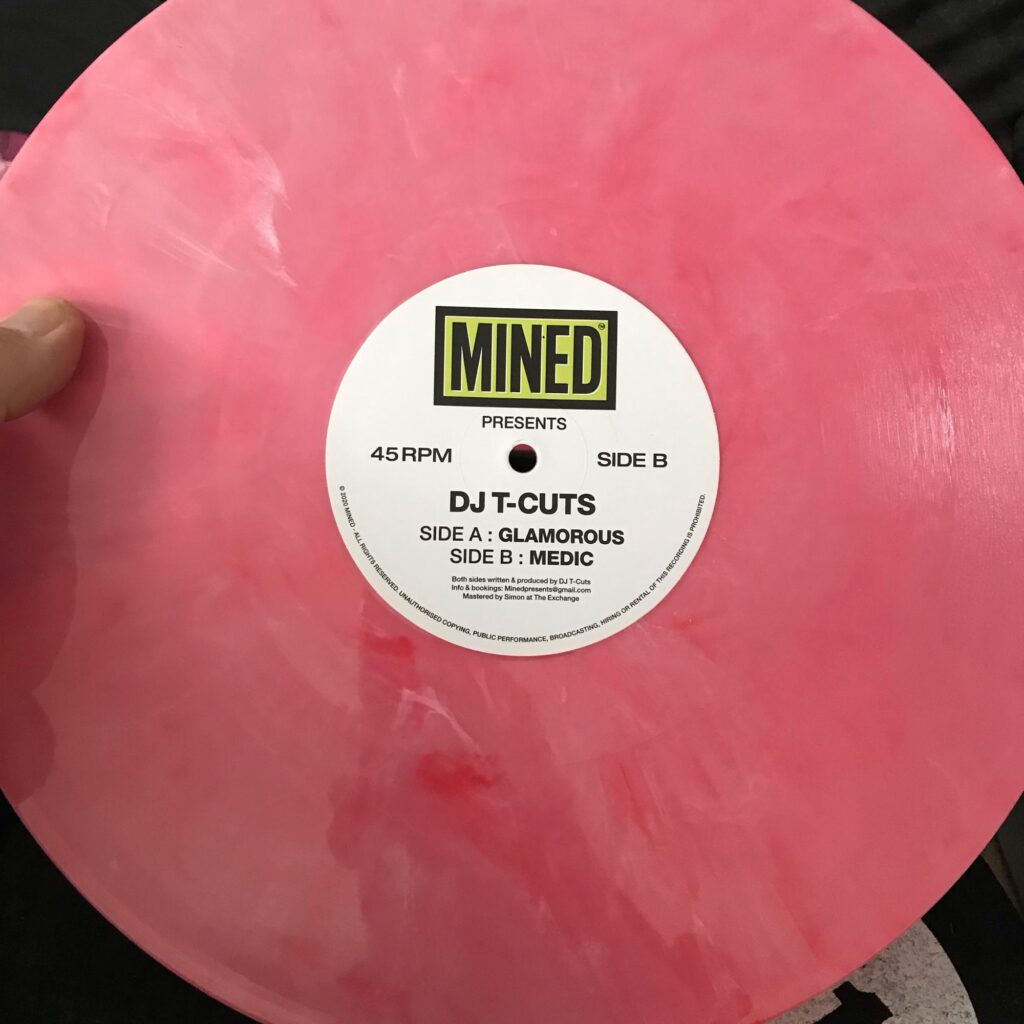 MINED
PRESENTS
45 RPM
SIDE B
DJ T-CUTS
SIDE A : GLAMOROUS
SIDE B : MEDIC
Both sides written & produced by DJ T-Cuts
Info & bookings: Minedpresents@gmail.com
Mastered by Simon at The Exchange
© 2020 MINED - ALL RIGHTS RESERVED. UNAUTHORISED COPYING, PUBLIC PERFORMANCE, BROADCASTING, HIRING OR RENTAL OF THIS RECORDING IS PROHIBITED.